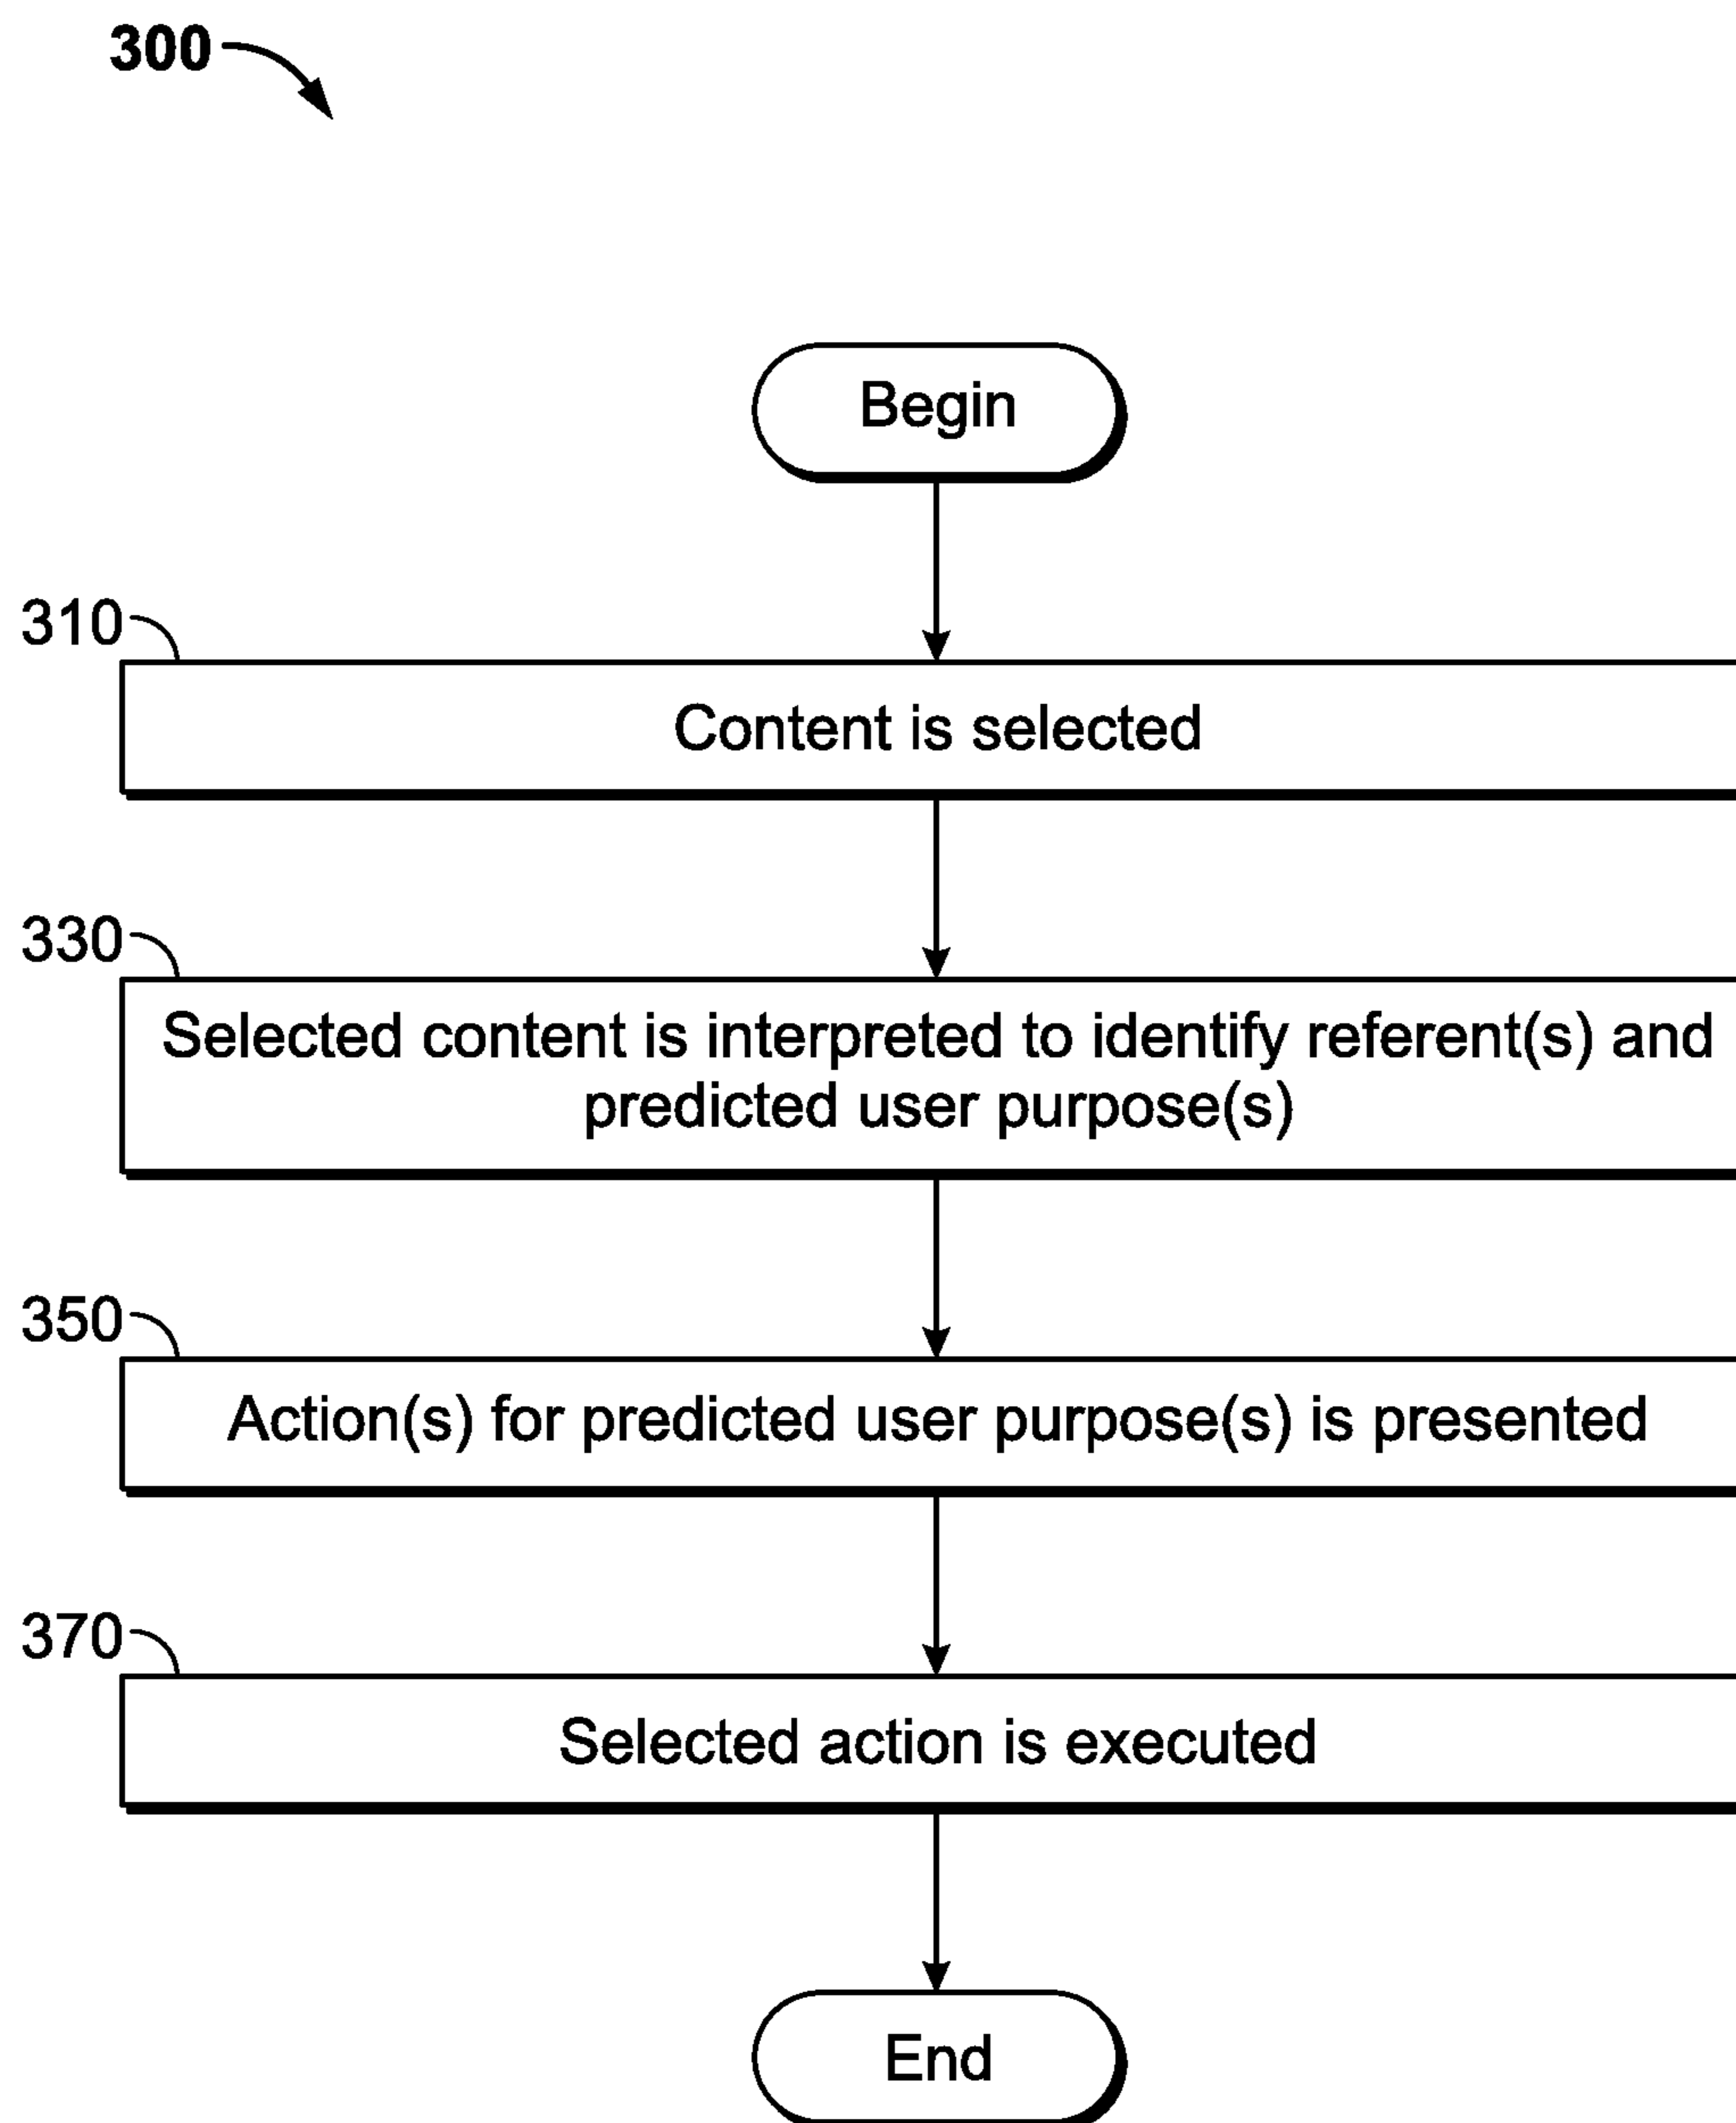 300
Begin
310
Content is selected
330
Selected content is interpreted to identify referent(s) and
predicted user purpose(s)
350
Action(s) for predicted user purpose(s) is presented
370
Selected action is executed
End